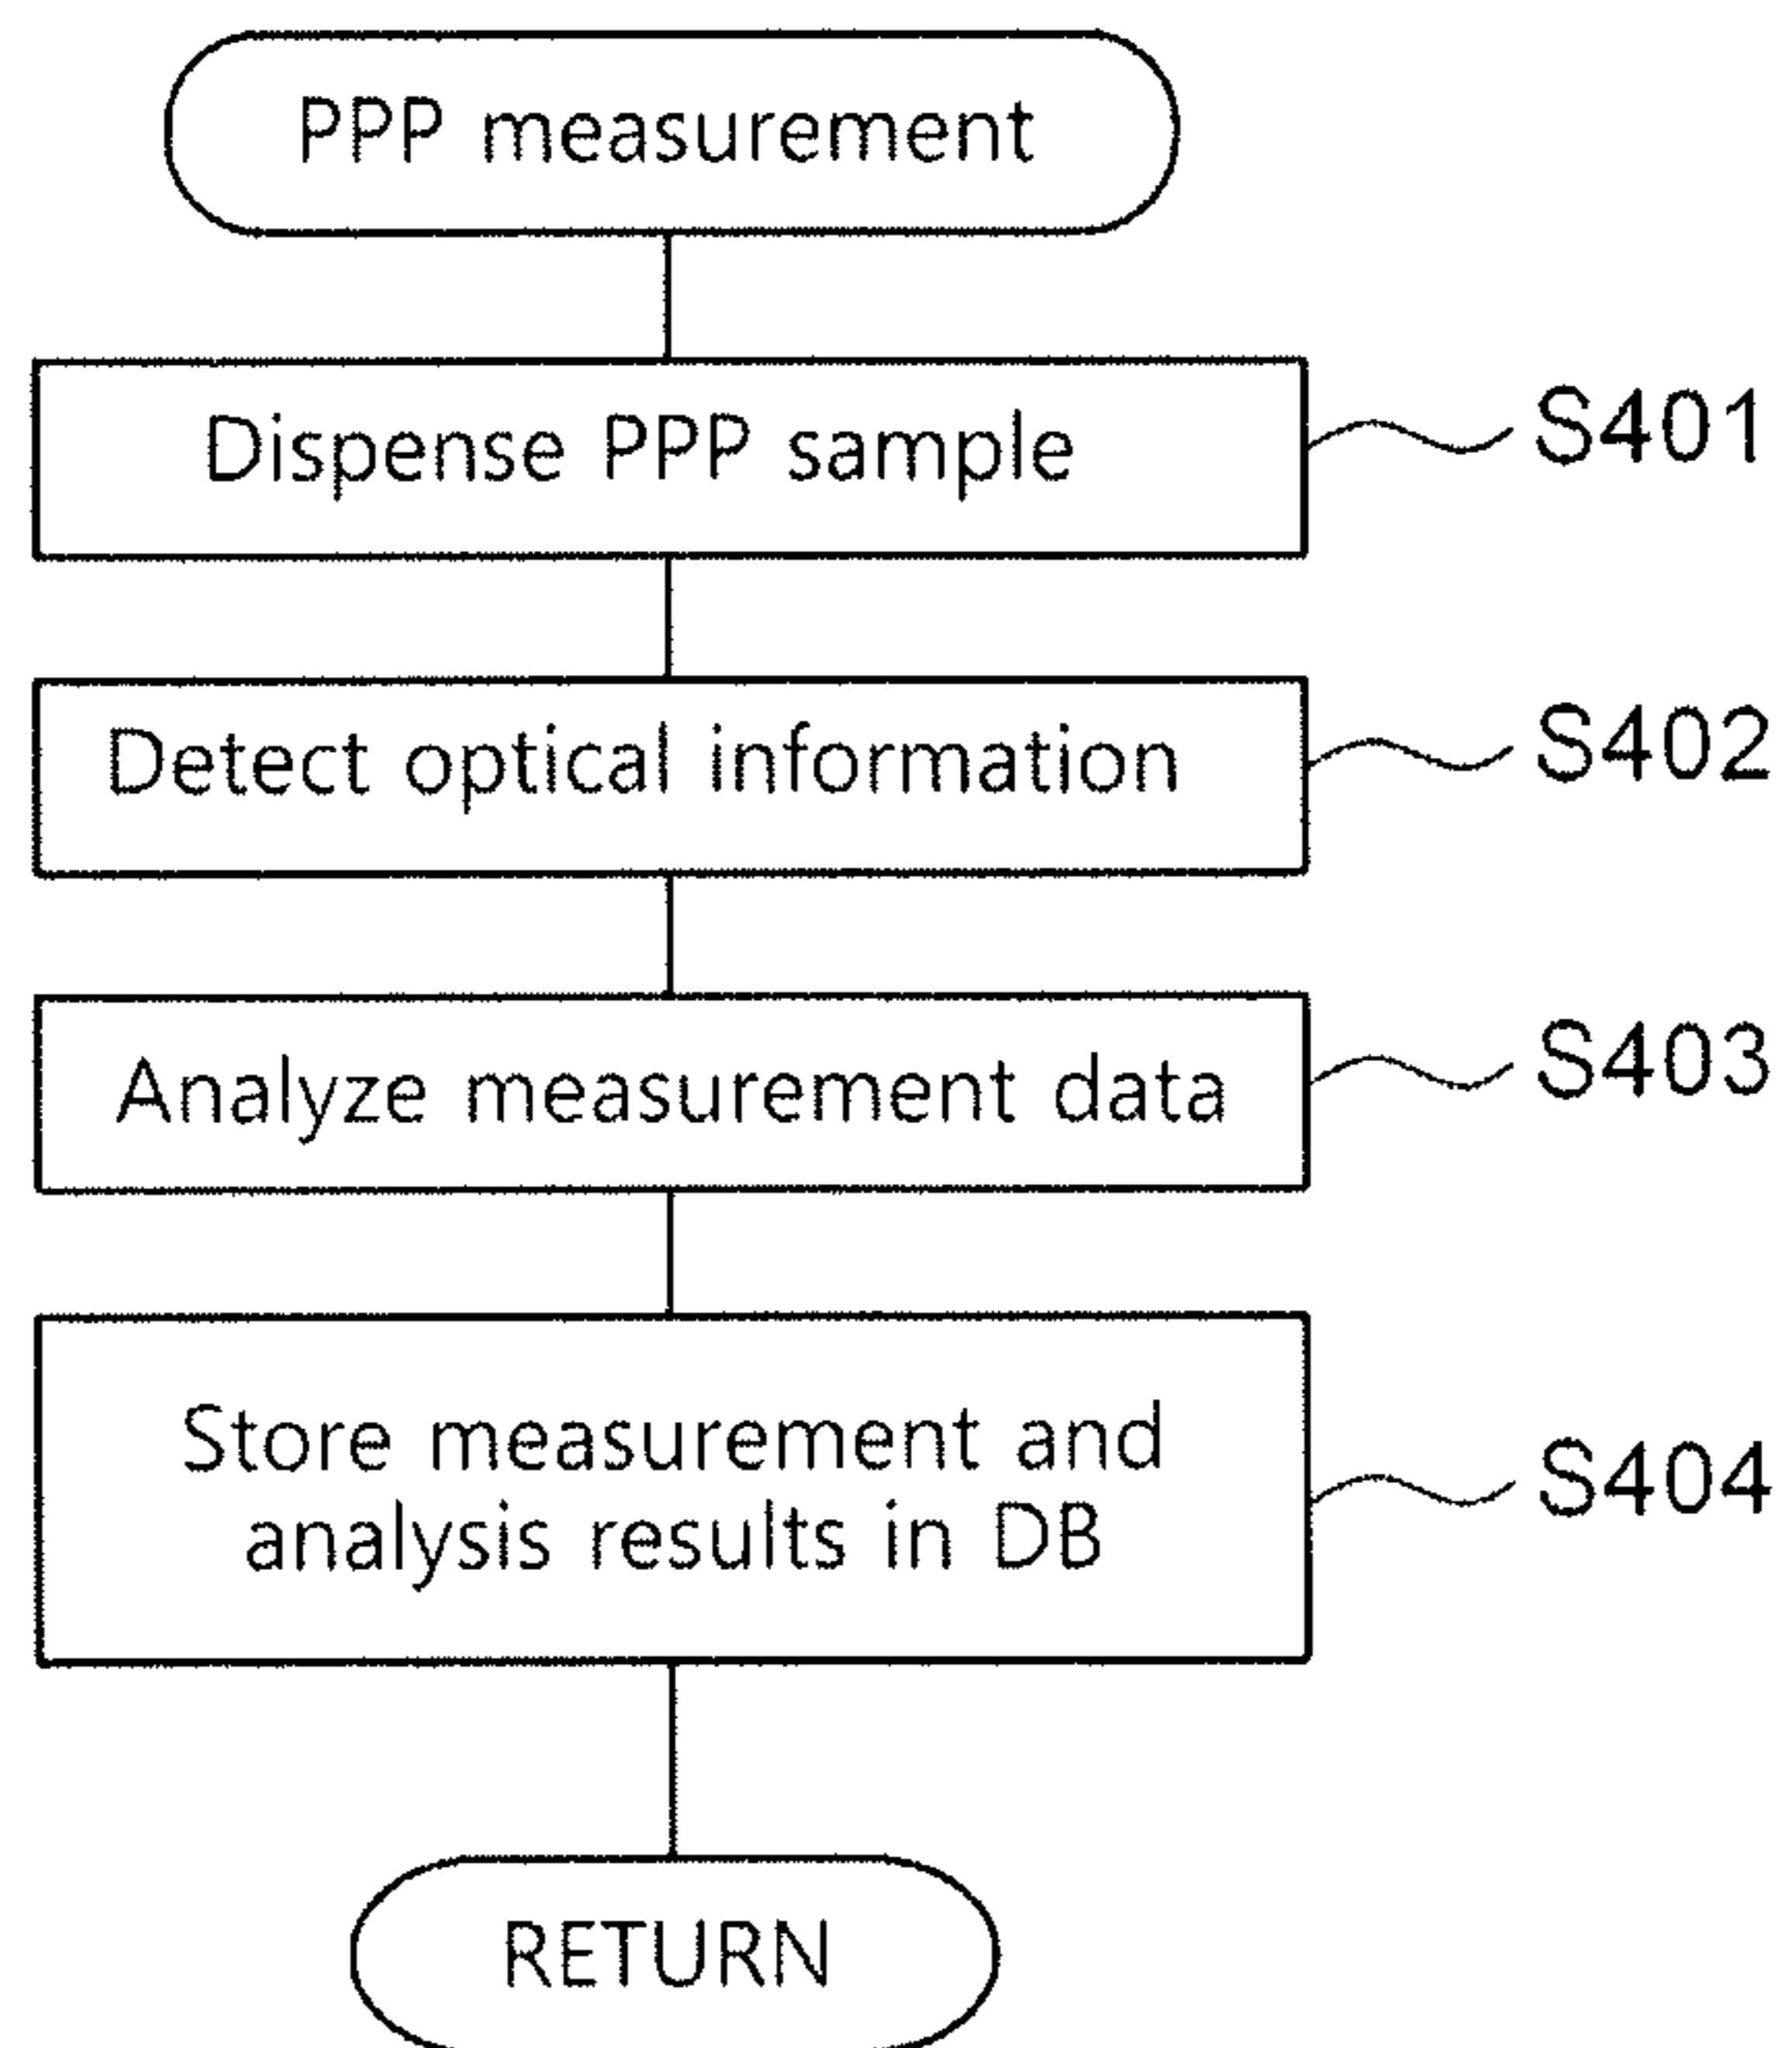 PPP measurement
Dispense PPP sample
S401
Detect optical information
S402
Analyze measurement data
S403
Store measurement and
analysis results in DB
S404
RETURN